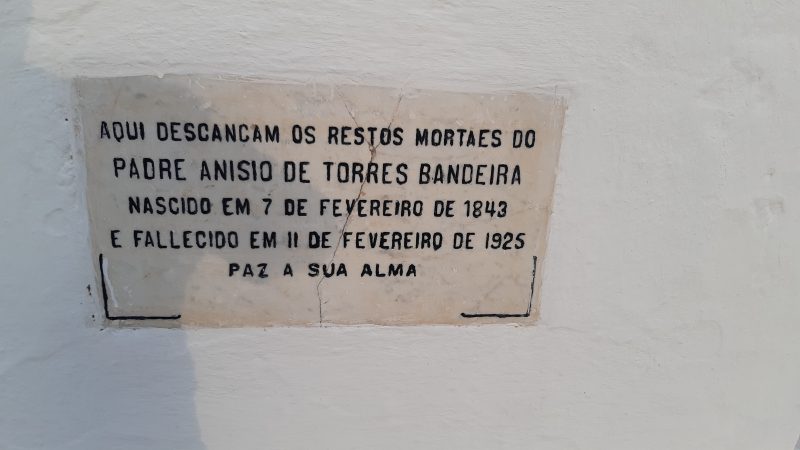 AQUI DESCANCAM OS RESTOS MORTAES DO
PADRE ANISIO DE TORRES BANDEIRA
NASCIDO EM 7 DE FEVEREIRO DE 1843
E FALLECIDO EM 11 DE FEVEREIRO DE 1925
PAZ A SUA ALMA